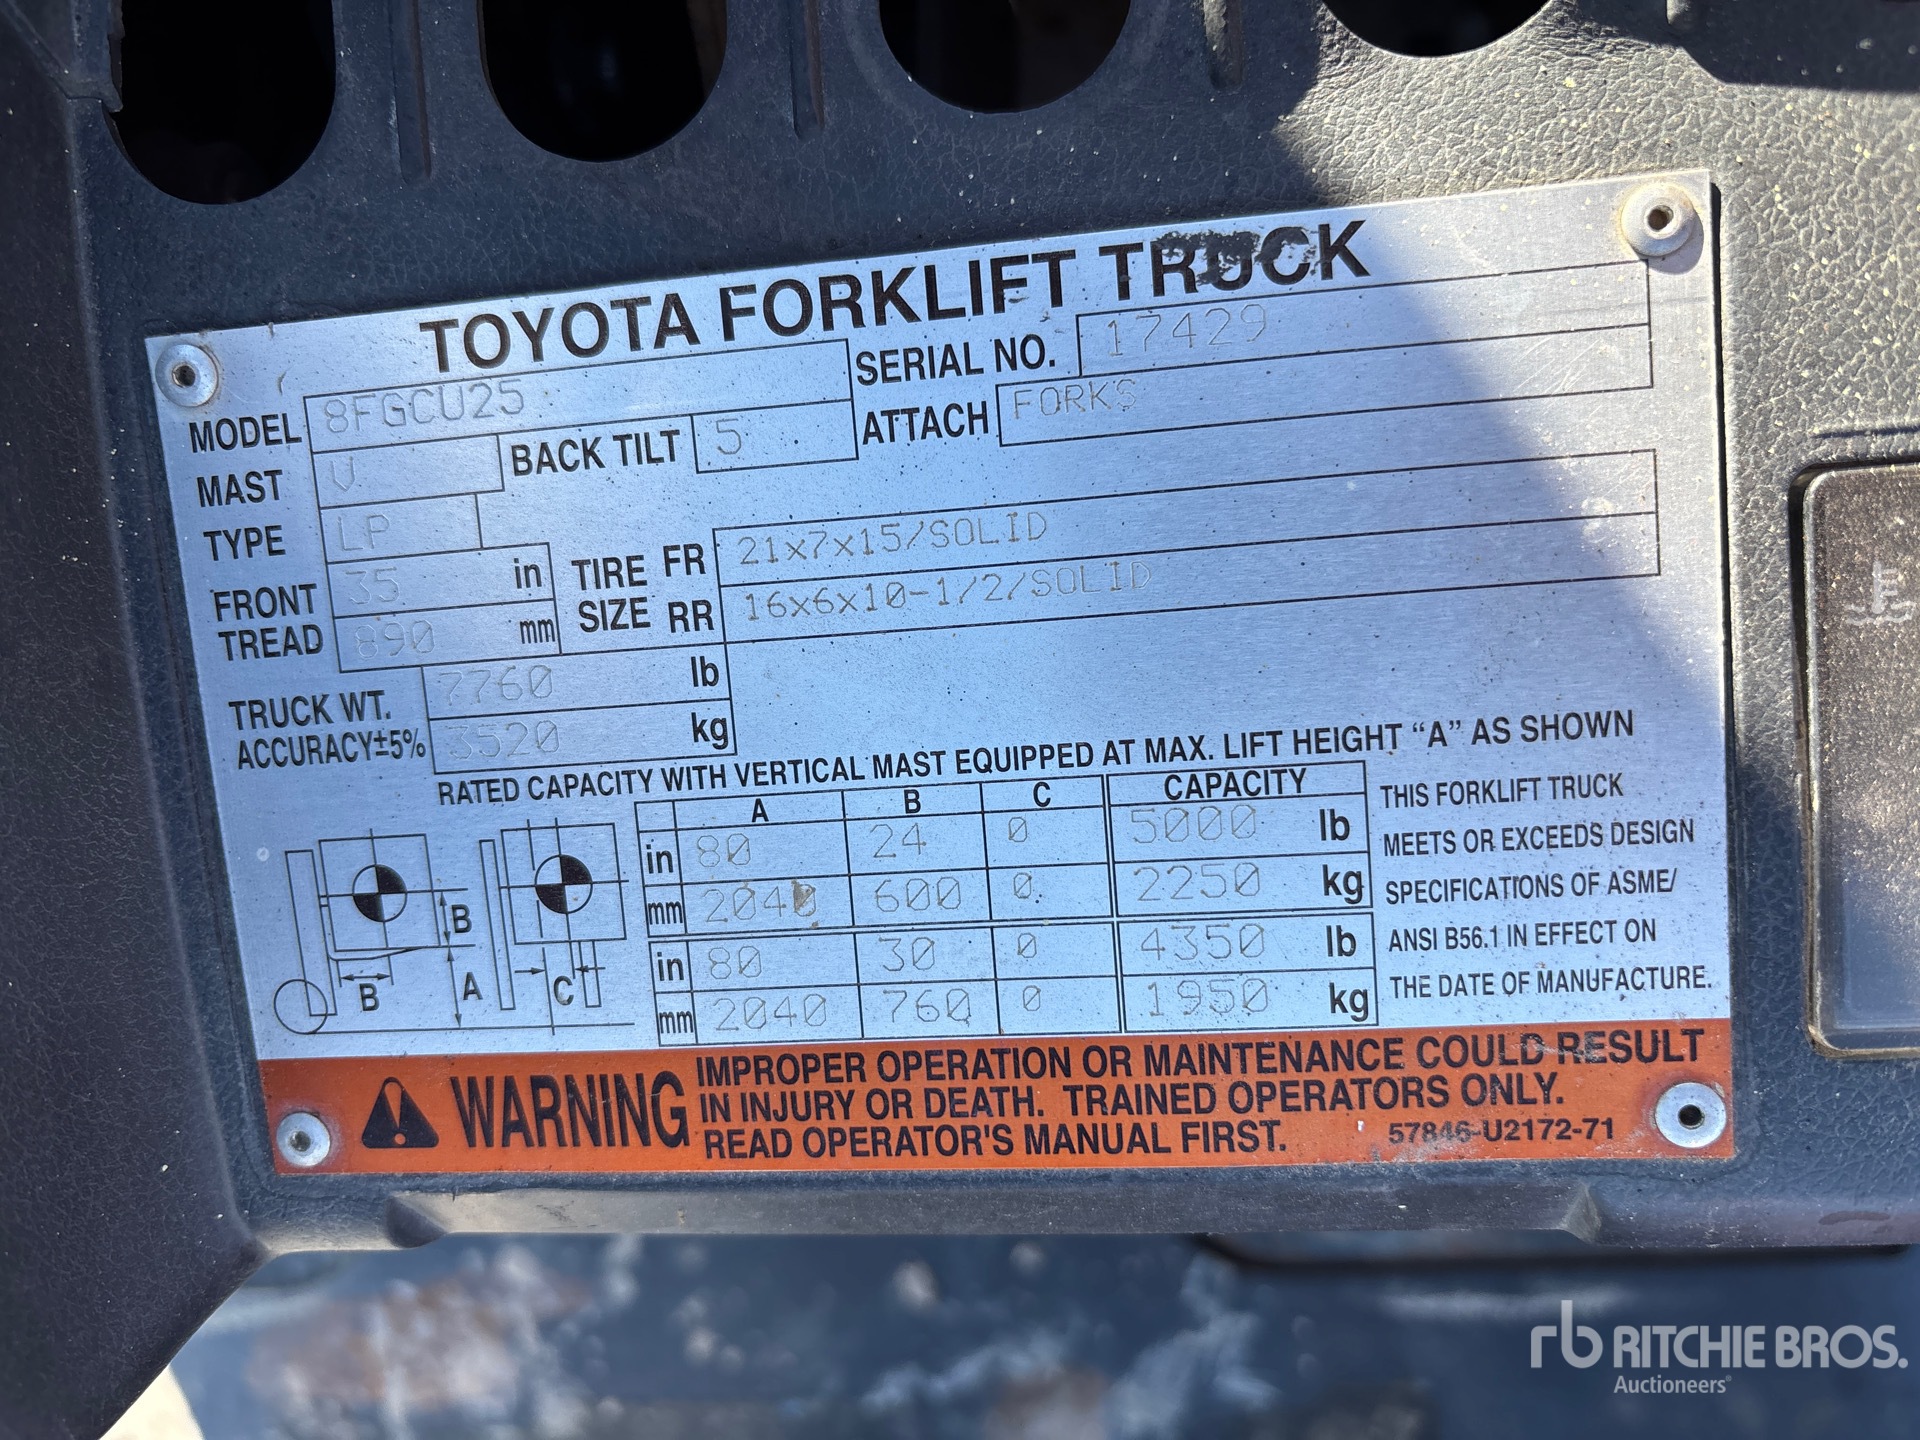 TOYOTA FORKLIFT TRUCK
MODEL 8FGCU25 SERIAL NO. 17429
MAST V BACK TILT 5 ATTACH FORKS
TYPE LP
FRONT TREAD 35 in
890 mm
TIRE SIZE FR 21x7x15/SOLID
RR 16x6x10-1/2/SOLID
TRUCK WT. 7760 lb
ACCURACY±5% 3520 kg
RATED CAPACITY WITH VERTICAL MAST EQUIPPED AT MAX. LIFT HEIGHT "A" AS SHOWN
A B C CAPACITY
in 80 24 0 5000 lb
mm 2040 600 0 2250 kg
in 80 30 0 4350 lb
mm 2040 760 0 1950 kg
B
B
A
C
THIS FORKLIFT TRUCK
MEETS OR EXCEEDS DESIGN
SPECIFICATIONS OF ASME/
ANSI B56.1 IN EFFECT ON
THE DATE OF MANUFACTURE.
WARNING
IMPROPER OPERATION OR MAINTENANCE COULD RESULT
IN INJURY OR DEATH. TRAINED OPERATORS ONLY.
READ OPERATOR'S MANUAL FIRST. 57846-U2172-71
rb RITCHIE BROS.
Auctioneers®